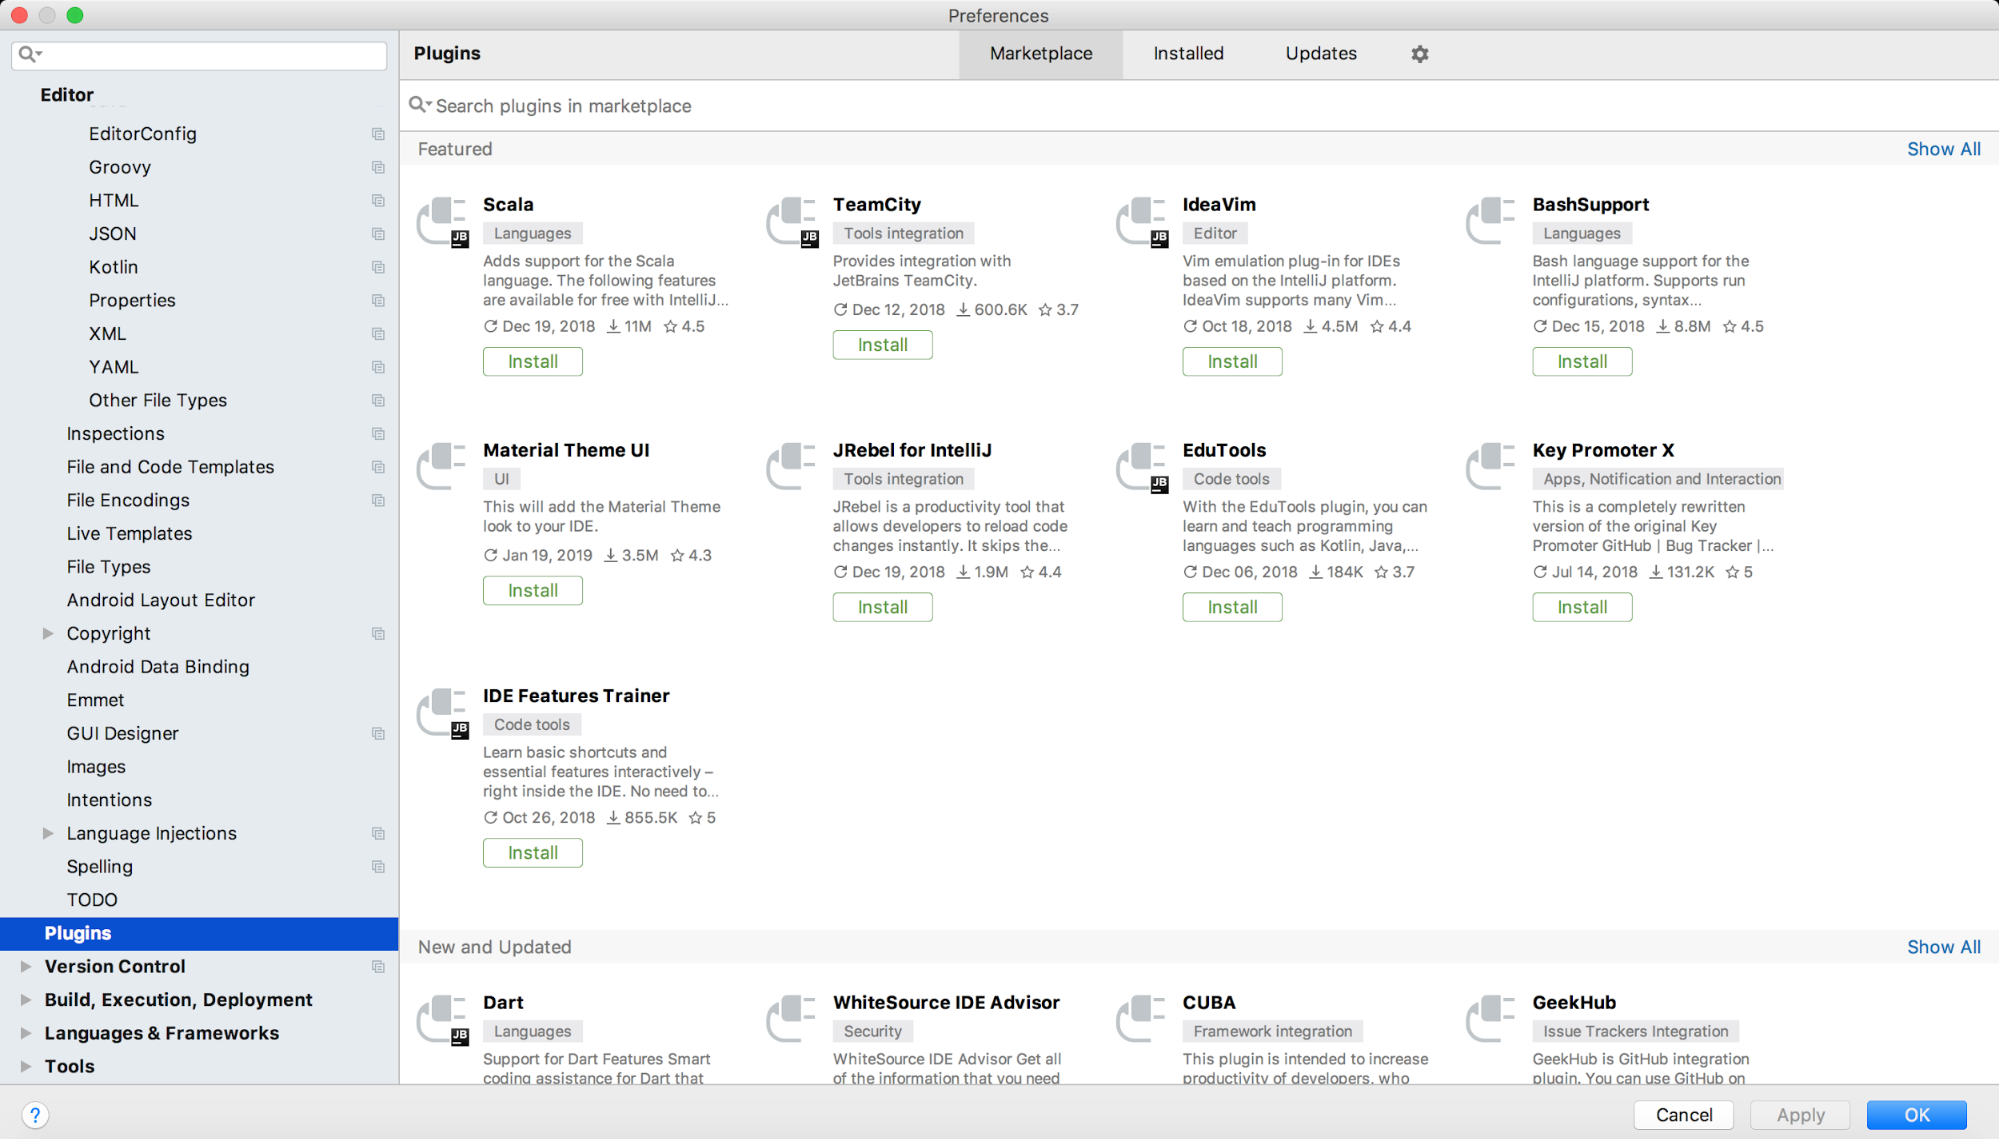 Preferences
Editor
EditorConfig
Groovy
HTML
JSON
Kotlin
Properties
XML
YAML
Other File Types
Inspections
File and Code Templates
File Encodings
Live Templates
File Types
Android Layout Editor
Copyright
Android Data Binding
Emmet
GUI Designer
Images
Intentions
Language Injections
Spelling
TODO
Plugins
Version Control
Build, Execution, Deployment
Languages & Frameworks
Tools
?
Plugins
Marketplace
Installed
Updates
Search plugins in marketplace
Featured
Show All
Scala
JB
Languages
Adds support for the Scala
language. The following features
are available for free with IntelliJ...
Dec 19, 2018 11M 4.5
Install
TeamCity
JB
Tools integration
Provides integration with
JetBrains TeamCity.
Dec 12, 2018 600.6K 3.7
Install
IdeaVim
JB
Editor
Vim emulation plug-in for IDEs
based on the IntelliJ platform.
IdeaVim supports many Vim...
Oct 18, 2018 4.5M 4.4
Install
BashSupport
Languages
Bash language support for the
IntelliJ platform. Supports run
configurations, syntax...
Dec 15, 2018 8.8M 4.5
Install
Material Theme UI
UI
This will add the Material Theme
look to your IDE.
Jan 19, 2019 3.5M 4.3
Install
JRebel for IntelliJ
Tools integration
JRebel is a productivity tool that
allows developers to reload code
changes instantly. It skips the...
Dec 19, 2018 1.9M 4.4
Install
EduTools
JB
Code tools
With the EduTools plugin, you can
learn and teach programming
languages such as Kotlin, Java,...
Dec 06, 2018 184K 3.7
Install
Key Promoter X
Apps, Notification and Interaction
This is a completely rewritten
version of the original Key
Promoter GitHub | Bug Tracker |...
Jul 14, 2018 131.2K 5
Install
IDE Features Trainer
JB
Code tools
Learn basic shortcuts and
essential features interactively –
right inside the IDE. No need to...
Oct 26, 2018 855.5K 5
Install
New and Updated
Show All
Dart
JB
Languages
Support for Dart Features Smart
coding assistance for Dart that
WhiteSource IDE Advisor
Security
WhiteSource IDE Advisor Get all
of the information that you need
CUBA
Framework integration
This plugin is intended to increase
productivity of developers, who
GeekHub
Issue Trackers Integration
GeekHub is GitHub integration
plugin. You can use GitHub on
Cancel
Apply
OK